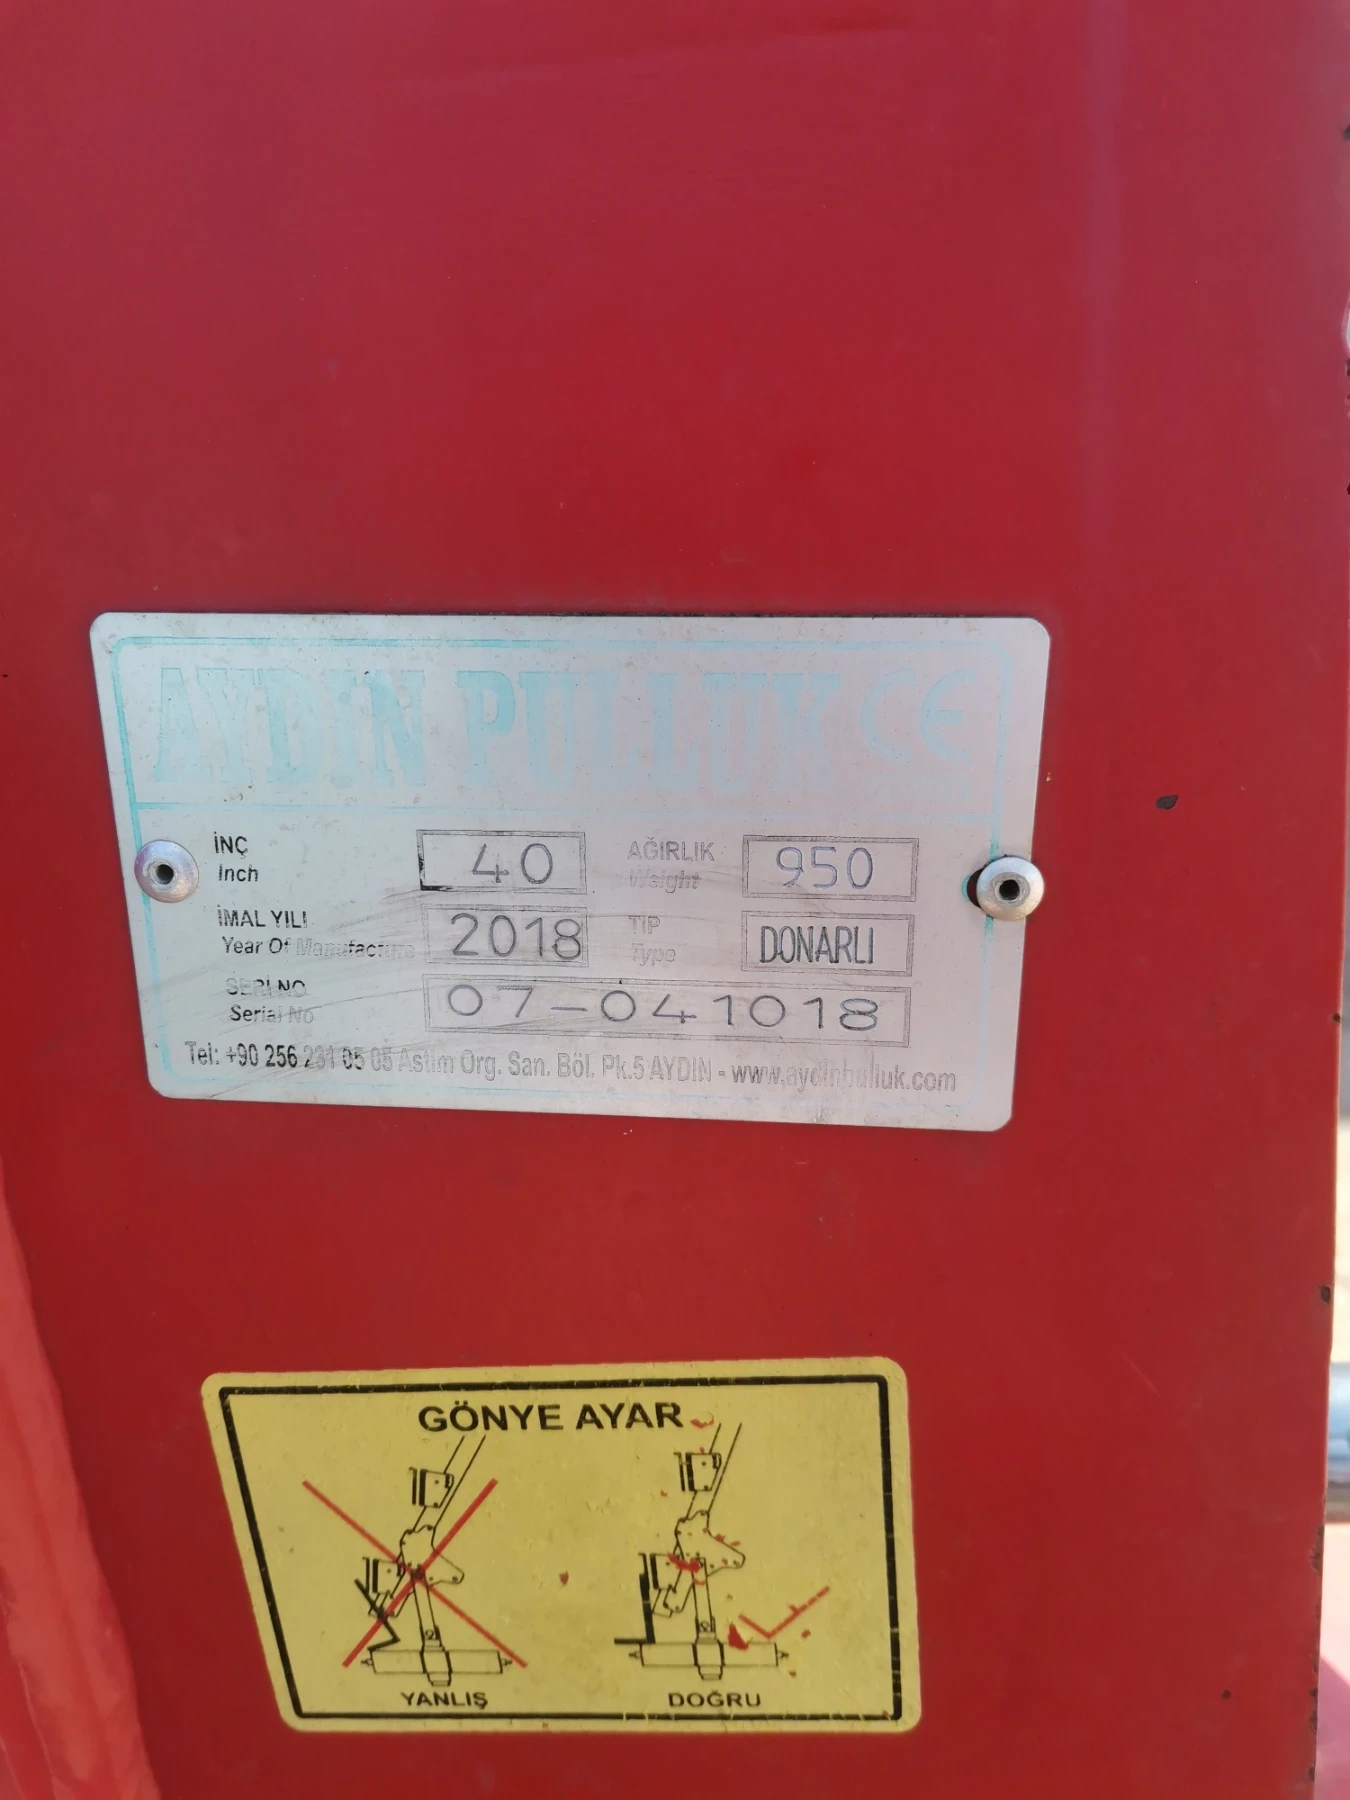 AYDIN PULLUK CE
İNÇ 40 AĞIRLIK 950
Inch Weight
İMAL YILI 2018 TİP DONARLI
Year Of Manufacture Type
SERİ NO 07-041018
Serial No
Tel: +90 256 231 05 05 Astim Org. San. Böl. Pk.5 AYDIN - www.aydinpulluk.com
GÖNYE AYAR
YANLIŞ DOĞRU